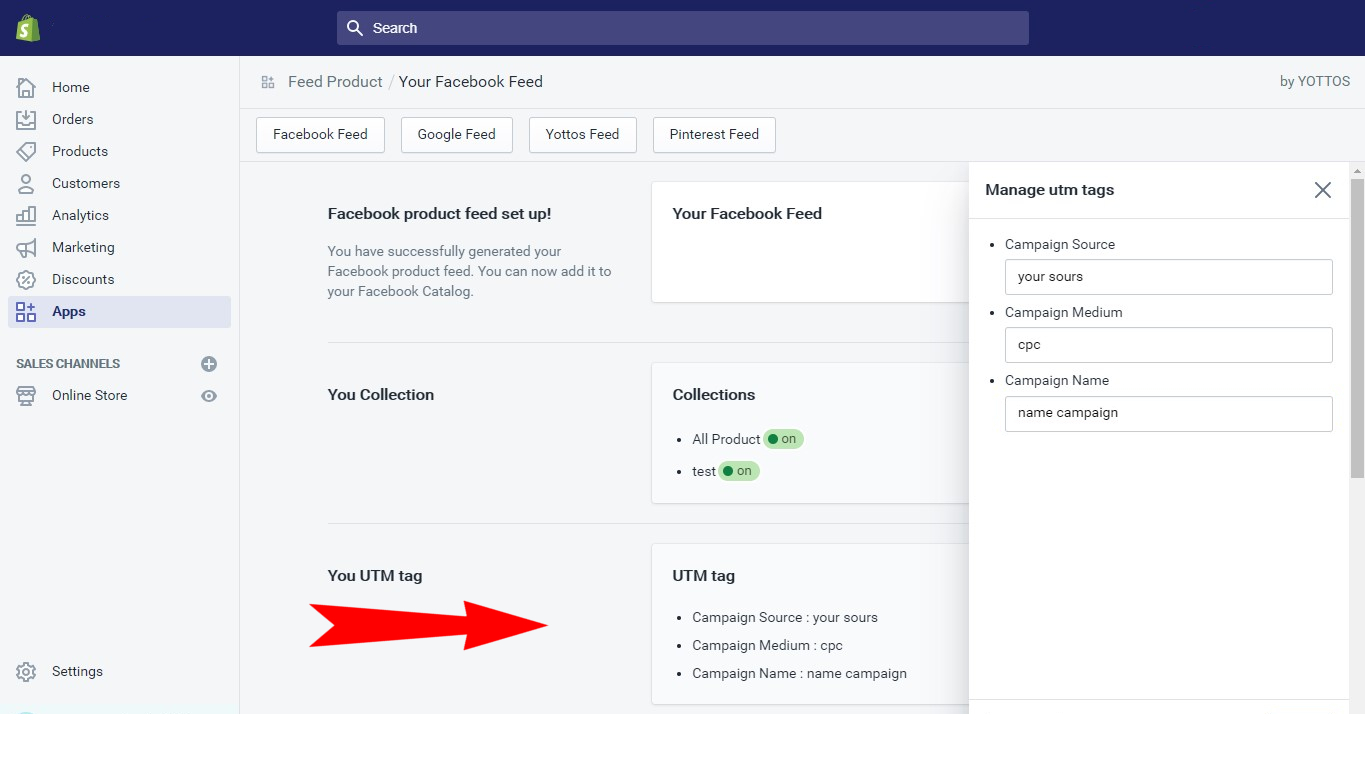 Search
Home
Orders
Products
Customers
Analytics
Marketing
Discounts
Apps
SALES CHANNELS
Online Store
Settings
Feed Product / Your Facebook Feed
by YOTTOS
Facebook Feed
Google Feed
Yottos Feed
Pinterest Feed
Facebook product feed set up!
You have successfully generated your
Facebook product feed. You can now add it to
your Facebook Catalog.
Your Facebook Feed
You Collection
Collections
All Product on
test on
You UTM tag
UTM tag
Campaign Source : your sours
Campaign Medium : cpc
Campaign Name : name campaign
Manage utm tags
Campaign Source
your sours
Campaign Medium
cpc
Campaign Name
name campaign